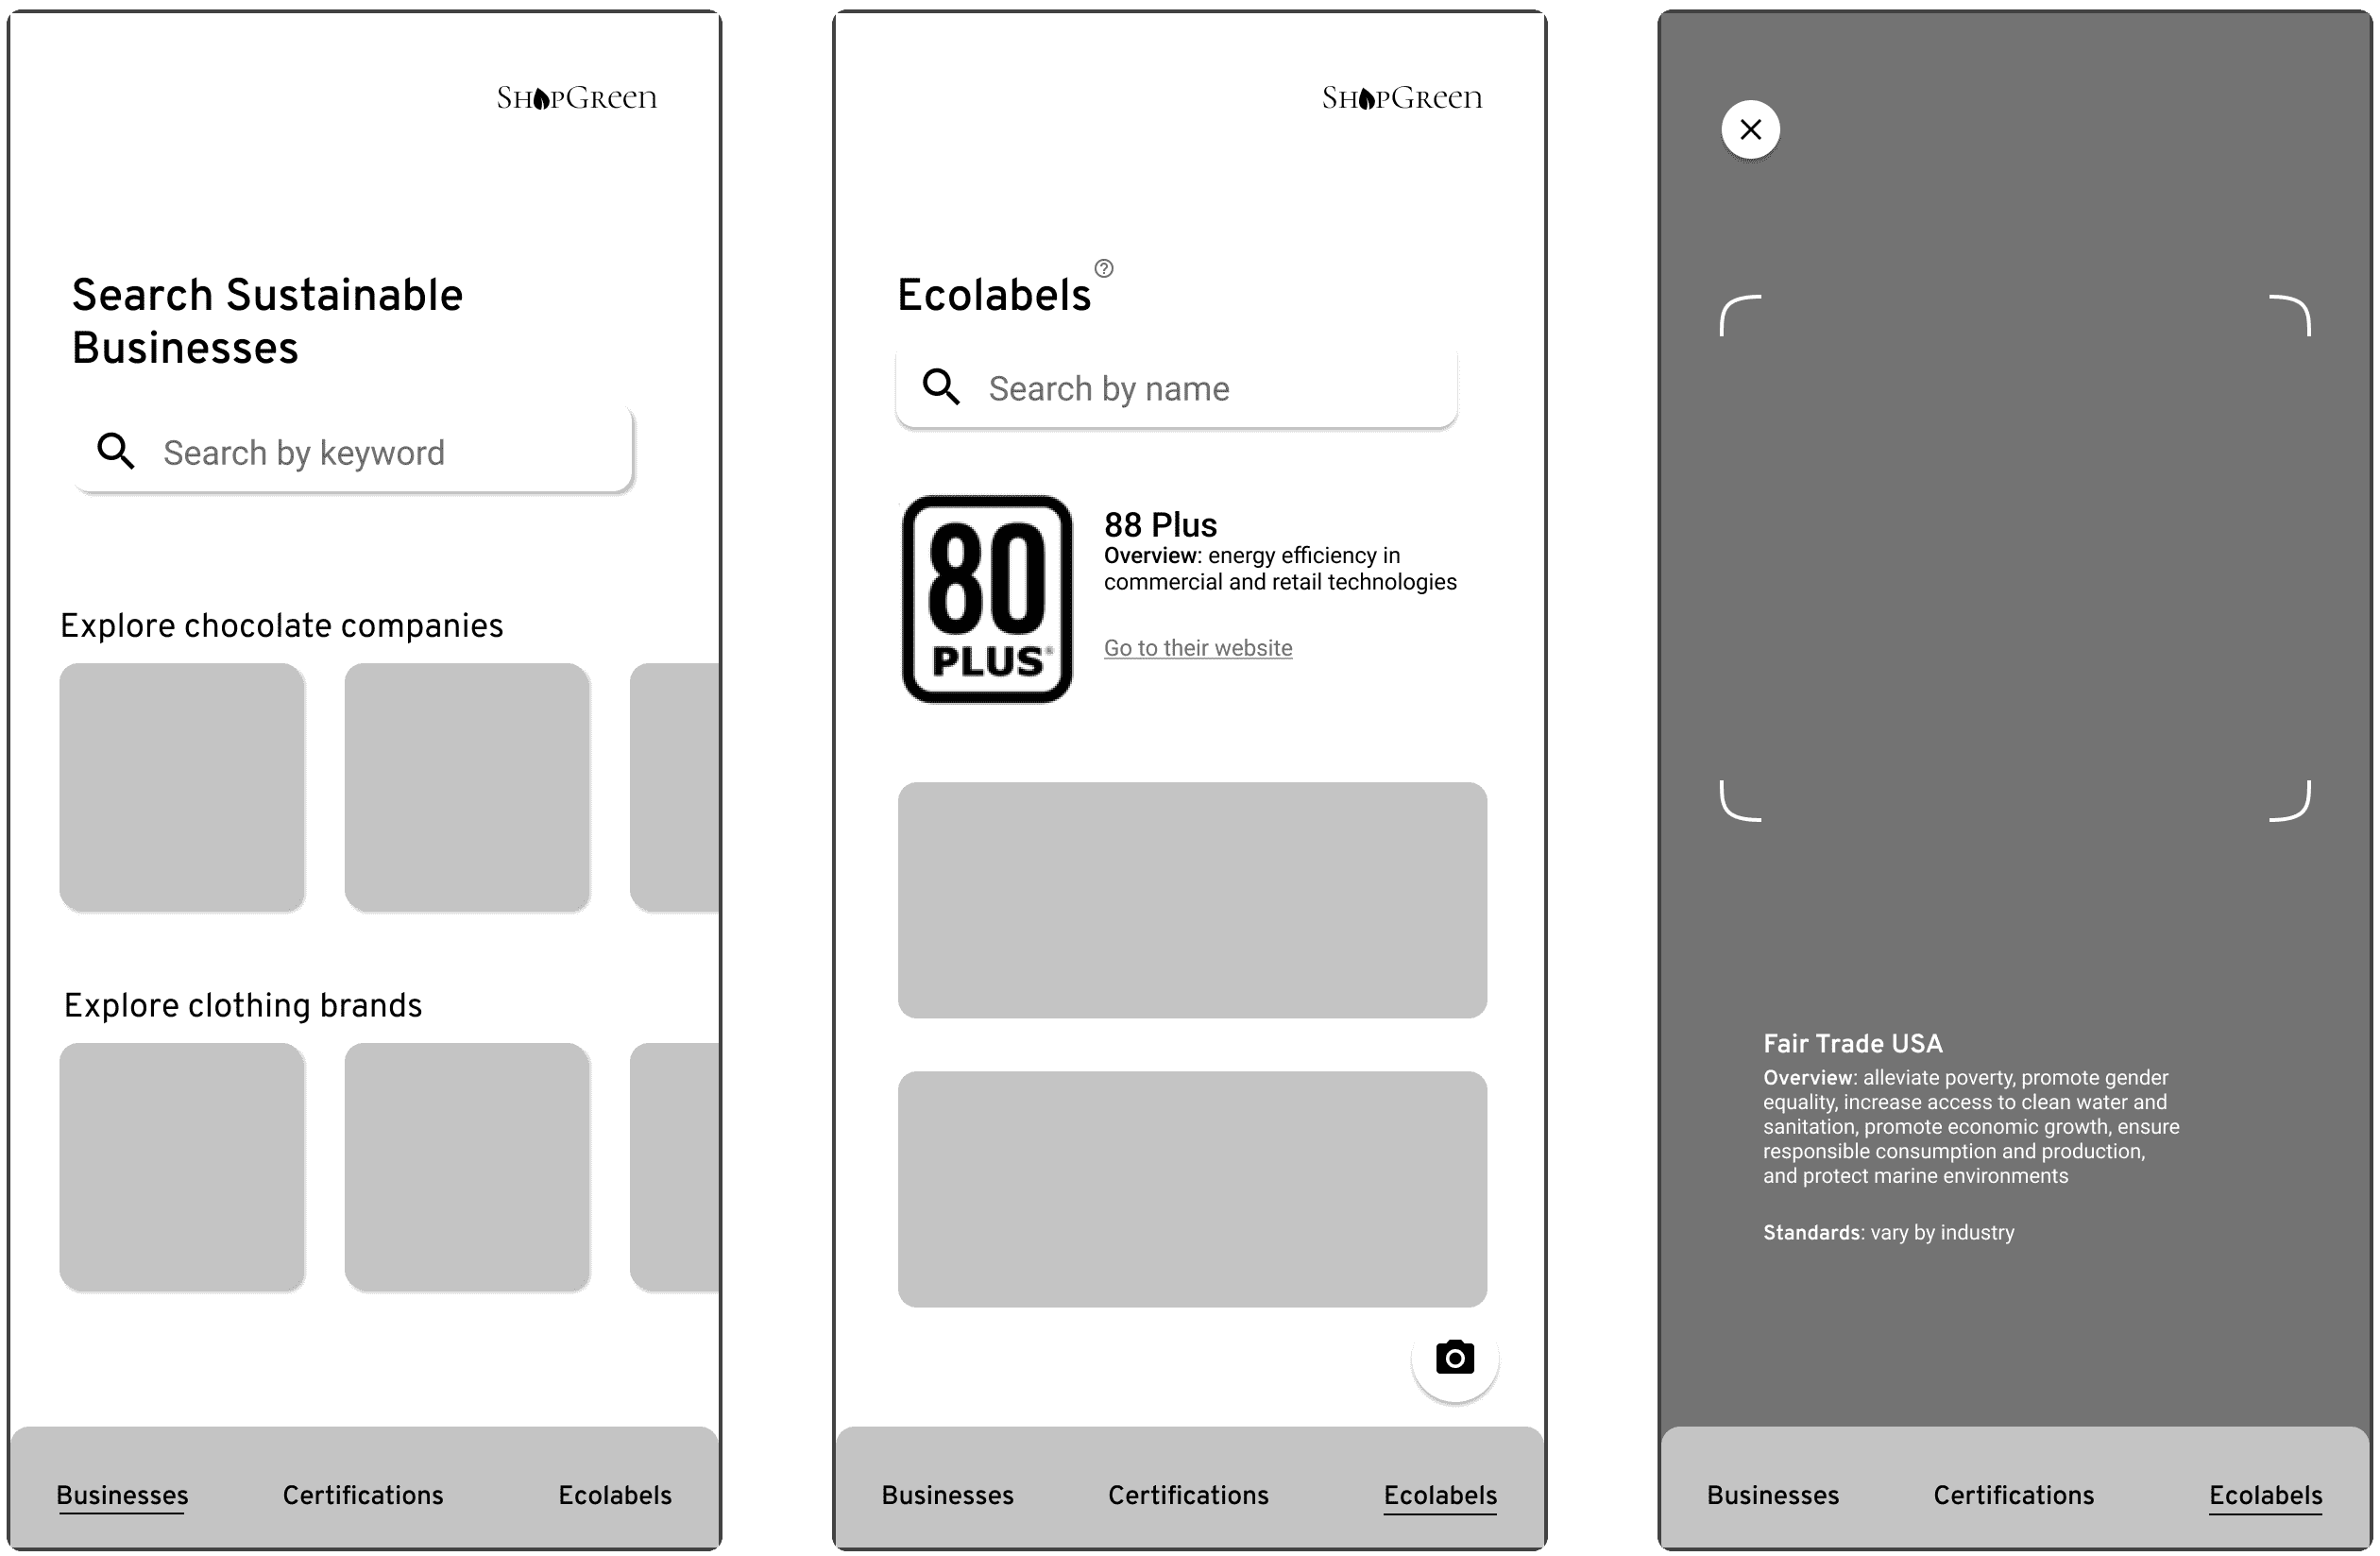 ShopGreen
Search Sustainable
Businesses
Search by keyword
Explore chocolate companies
Explore clothing brands
Businesses
Certifications
Ecolabels
ShopGreen
Ecolabels
?
Search by name
80
PLUS®
88 Plus
Overview: energy efficiency in
commercial and retail technologies
Go to their website
Businesses
Certifications
Ecolabels
Fair Trade USA
Overview: alleviate poverty, promote gender
equality, increase access to clean water and
sanitation, promote economic growth, ensure
responsible consumption and production,
and protect marine environments
Standards: vary by industry
Businesses
Certifications
Ecolabels